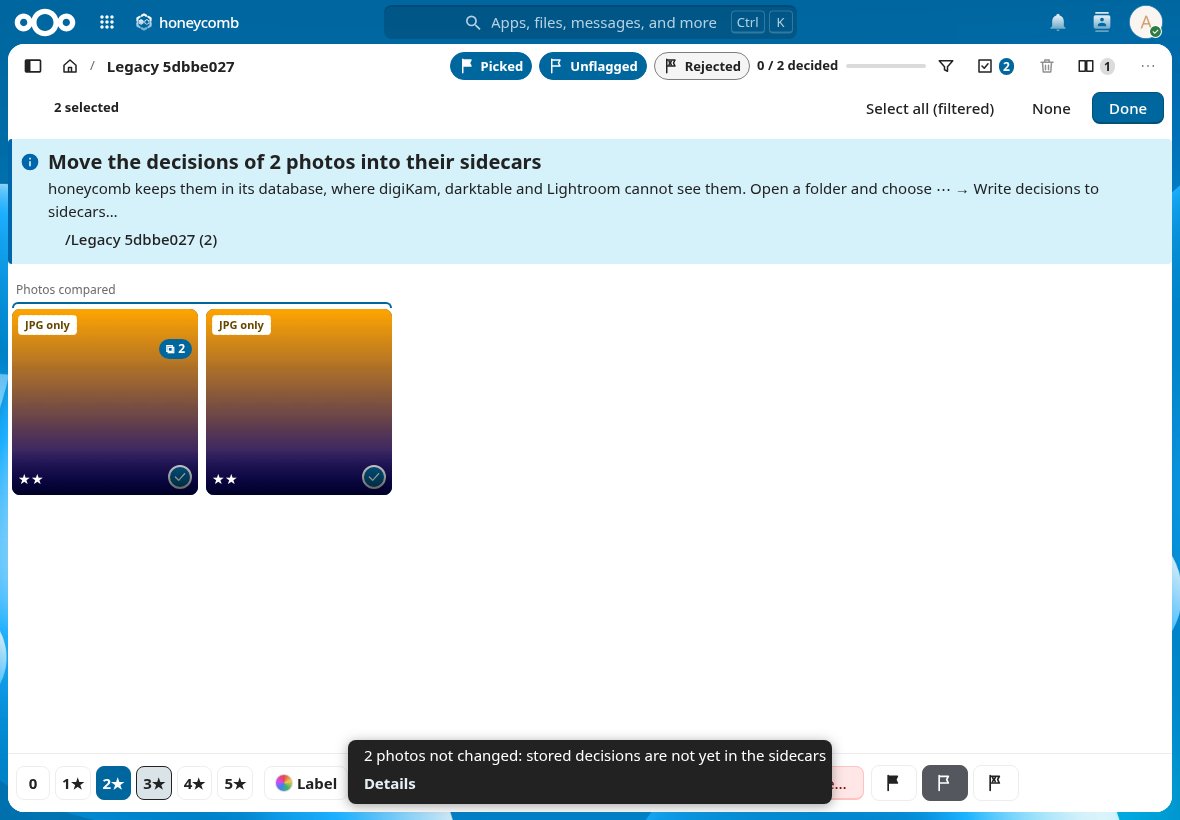 honeycomb
Apps, files, messages, and more
Ctrl
K
A
/ Legacy 5dbbe027
Picked
Unflagged
Rejected
0 / 2 decided
2
1
2 selected
Select all (filtered)
None
Done
Move the decisions of 2 photos into their sidecars
honeycomb keeps them in its database, where digiKam, darktable and Lightroom cannot see them. Open a folder and choose ⋯ → Write decisions to
sidecars...
/Legacy 5dbbe027 (2)
Photos compared
JPG only
2
★★
JPG only
★★
2 photos not changed: stored decisions are not yet in the sidecars
Details
0
1★
2★
3★
4★
5★
Label